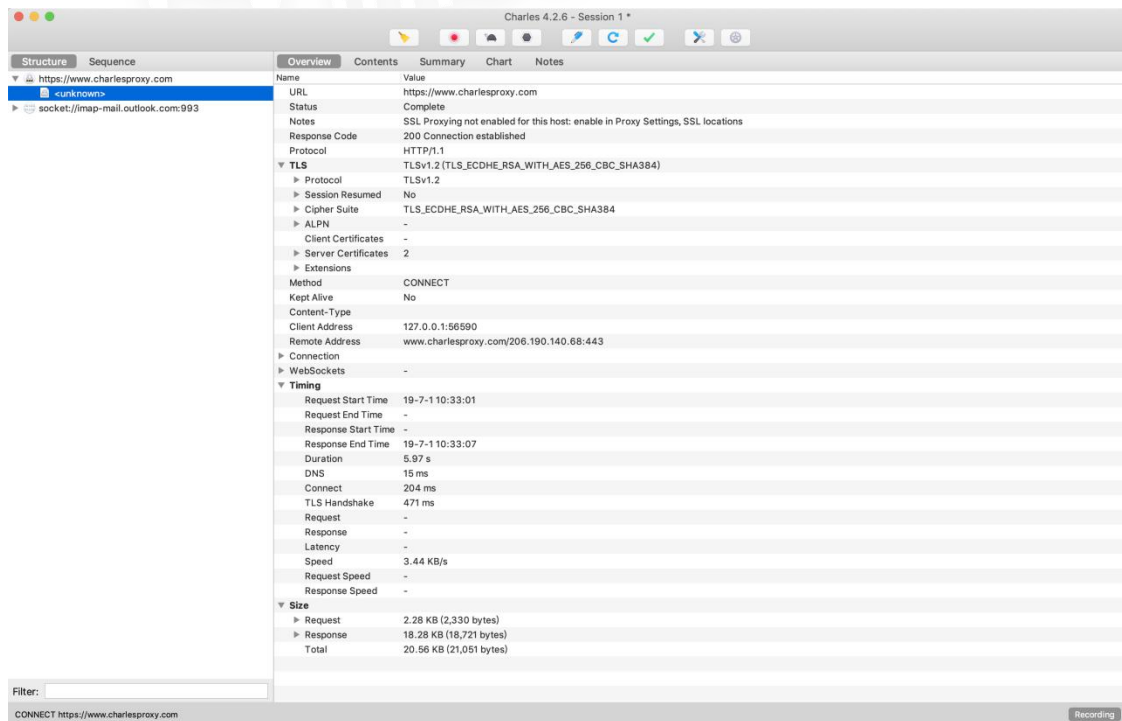 Charles 4.2.6 - Session 1 *
Structure Sequence
https://www.charlesproxy.com
<unknown>
socket://imap-mail.outlook.com:993
Filter:
Overview Contents Summary Chart Notes
Name Value
URL https://www.charlesproxy.com
Status Complete
Notes SSL Proxying not enabled for this host: enable in Proxy Settings, SSL locations
Response Code 200 Connection established
Protocol HTTP/1.1
TLS TLSv1.2 (TLS_ECDHE_RSA_WITH_AES_256_CBC_SHA384)
Protocol TLSv1.2
Session Resumed No
Cipher Suite TLS_ECDHE_RSA_WITH_AES_256_CBC_SHA384
ALPN -
Client Certificates -
Server Certificates 2
Extensions
Method CONNECT
Kept Alive No
Content-Type
Client Address 127.0.0.1:56590
Remote Address www.charlesproxy.com/206.190.140.68:443
Connection
WebSockets -
Timing
Request Start Time 19-7-1 10:33:01
Request End Time -
Response Start Time -
Response End Time 19-7-1 10:33:07
Duration 5.97 s
DNS 15 ms
Connect 204 ms
TLS Handshake 471 ms
Request -
Response -
Latency -
Speed 3.44 KB/s
Request Speed -
Response Speed -
Size
Request 2.28 KB (2,330 bytes)
Response 18.28 KB (18,721 bytes)
Total 20.56 KB (21,051 bytes)
CONNECT https://www.charlesproxy.com
Recording